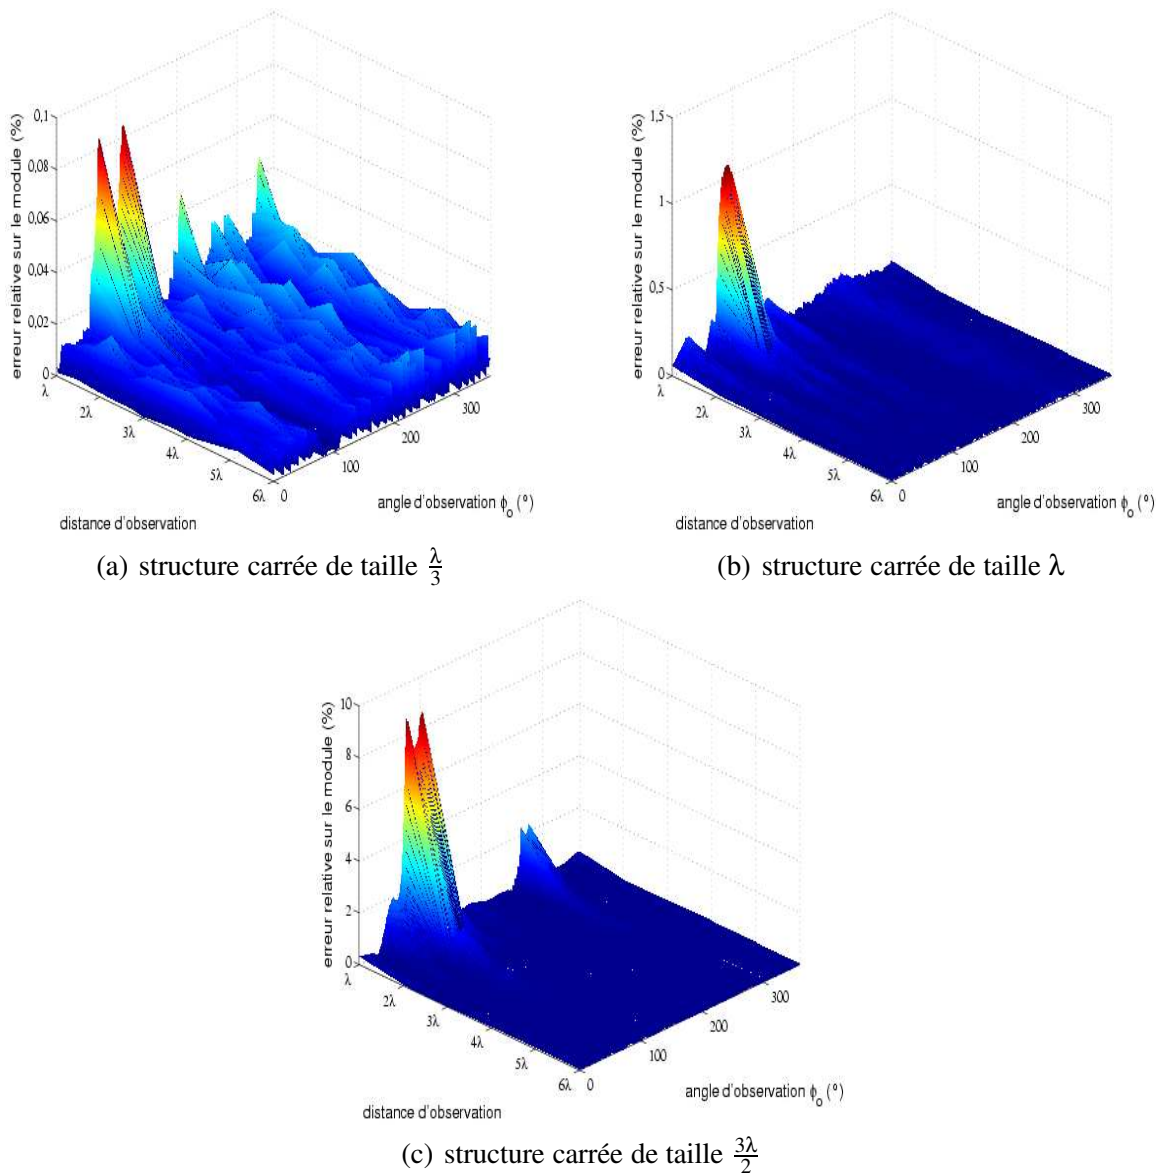 0,1
0,08
0,06
0,04
0,02
0
erreur relative sur le module (%)
λ
2λ
3λ
4λ
5λ
6λ
0
100
200
300
distance d'observation
angle d'observation ϕo (°)
(a) structure carrée de taille λ/3
1,5
1
0,5
0
erreur relative sur le module (%)
λ
2λ
3λ
4λ
5λ
6λ
0
100
200
300
distance d'observation
angle d'observation ϕo (°)
(b) structure carrée de taille λ
10
8
6
4
2
0
erreur relative sur le module (%)
λ
2λ
3λ
4λ
5λ
6λ
0
100
200
300
distance d'observation
angle d'observation ϕo (°)
(c) structure carrée de taille 3λ/2